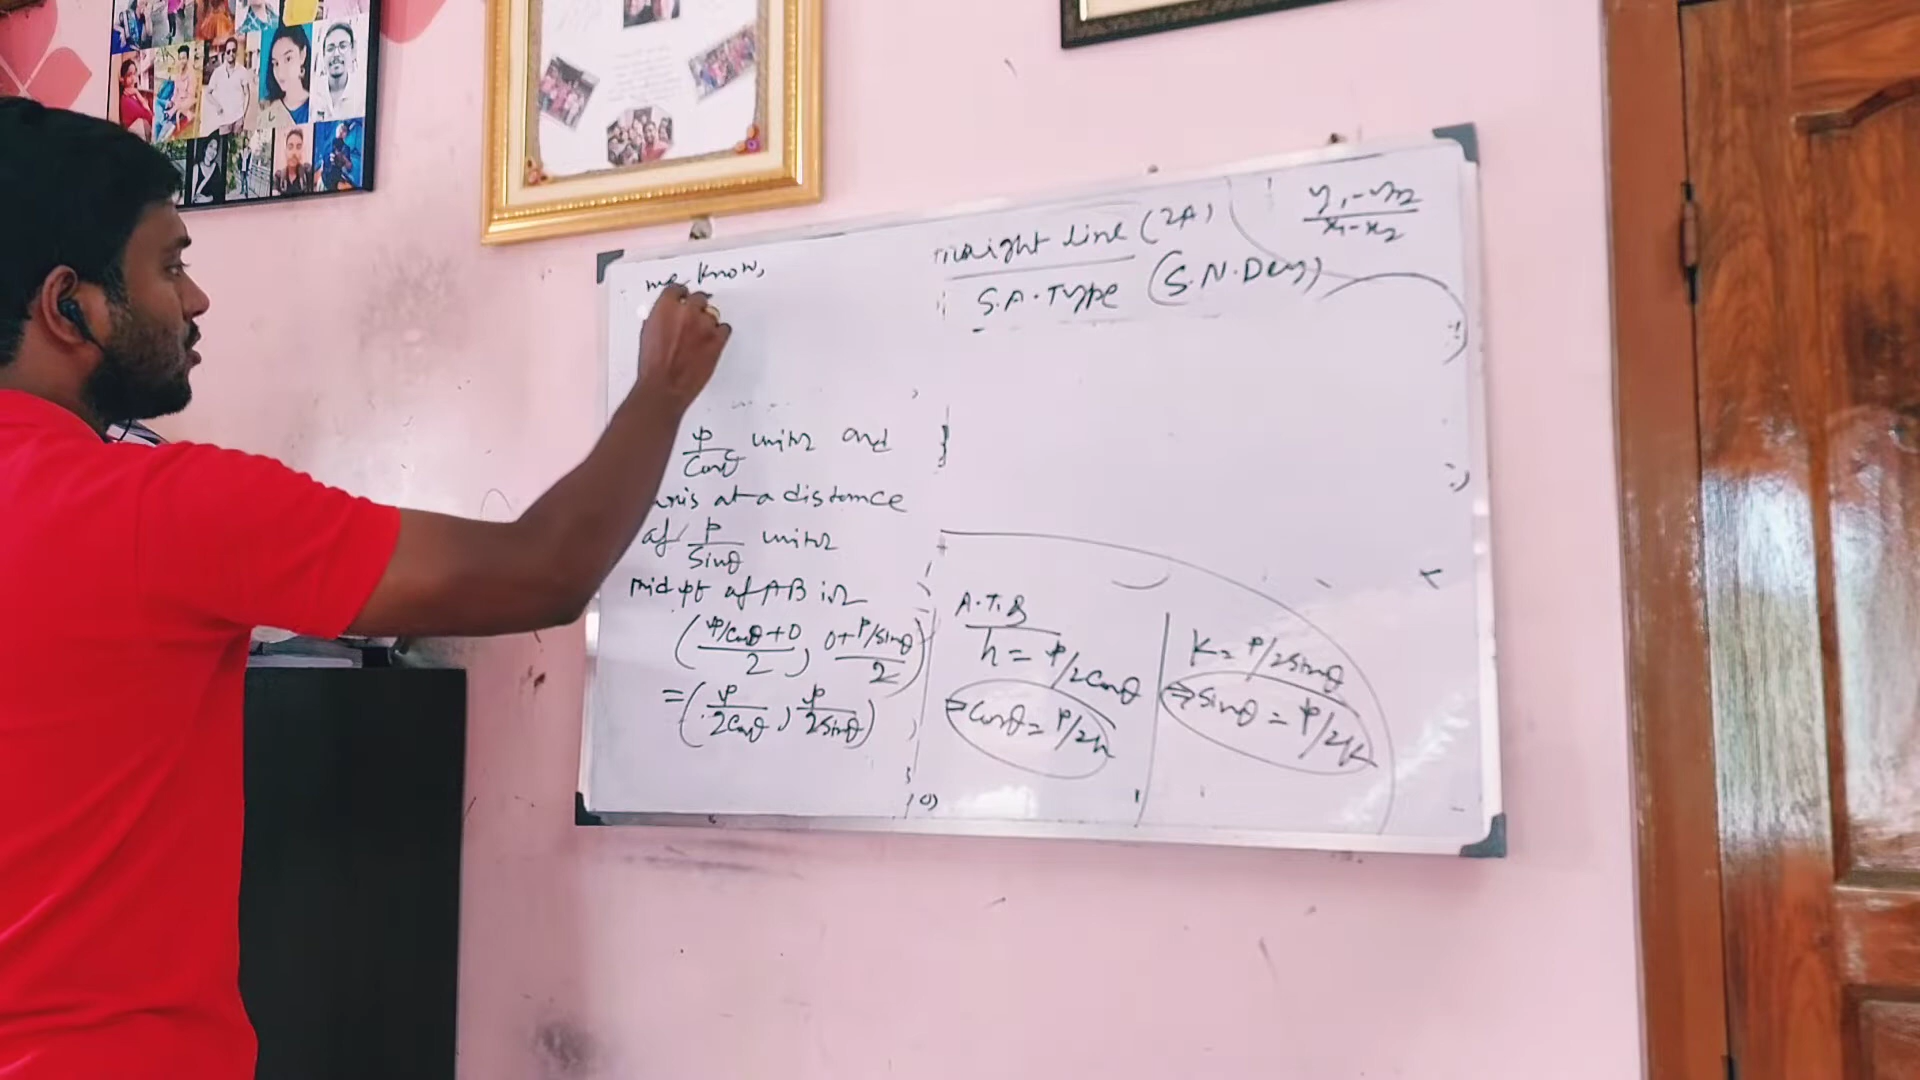 we know,
traight line (2A)
S.A. Type (S.N.Dey)
y₁-y₂/x₁-x₂
p/cosθ units and
axis at a distance
of p/sinθ units
mid pt of AB is
(p/cosθ+0/2, 0+p/sinθ/2)
=(p/2cosθ, p/2sinθ)
A.T.B
h = p/2cosθ
⇒cosθ = p/2h
K = p/2sinθ
⇒sinθ = p/2k